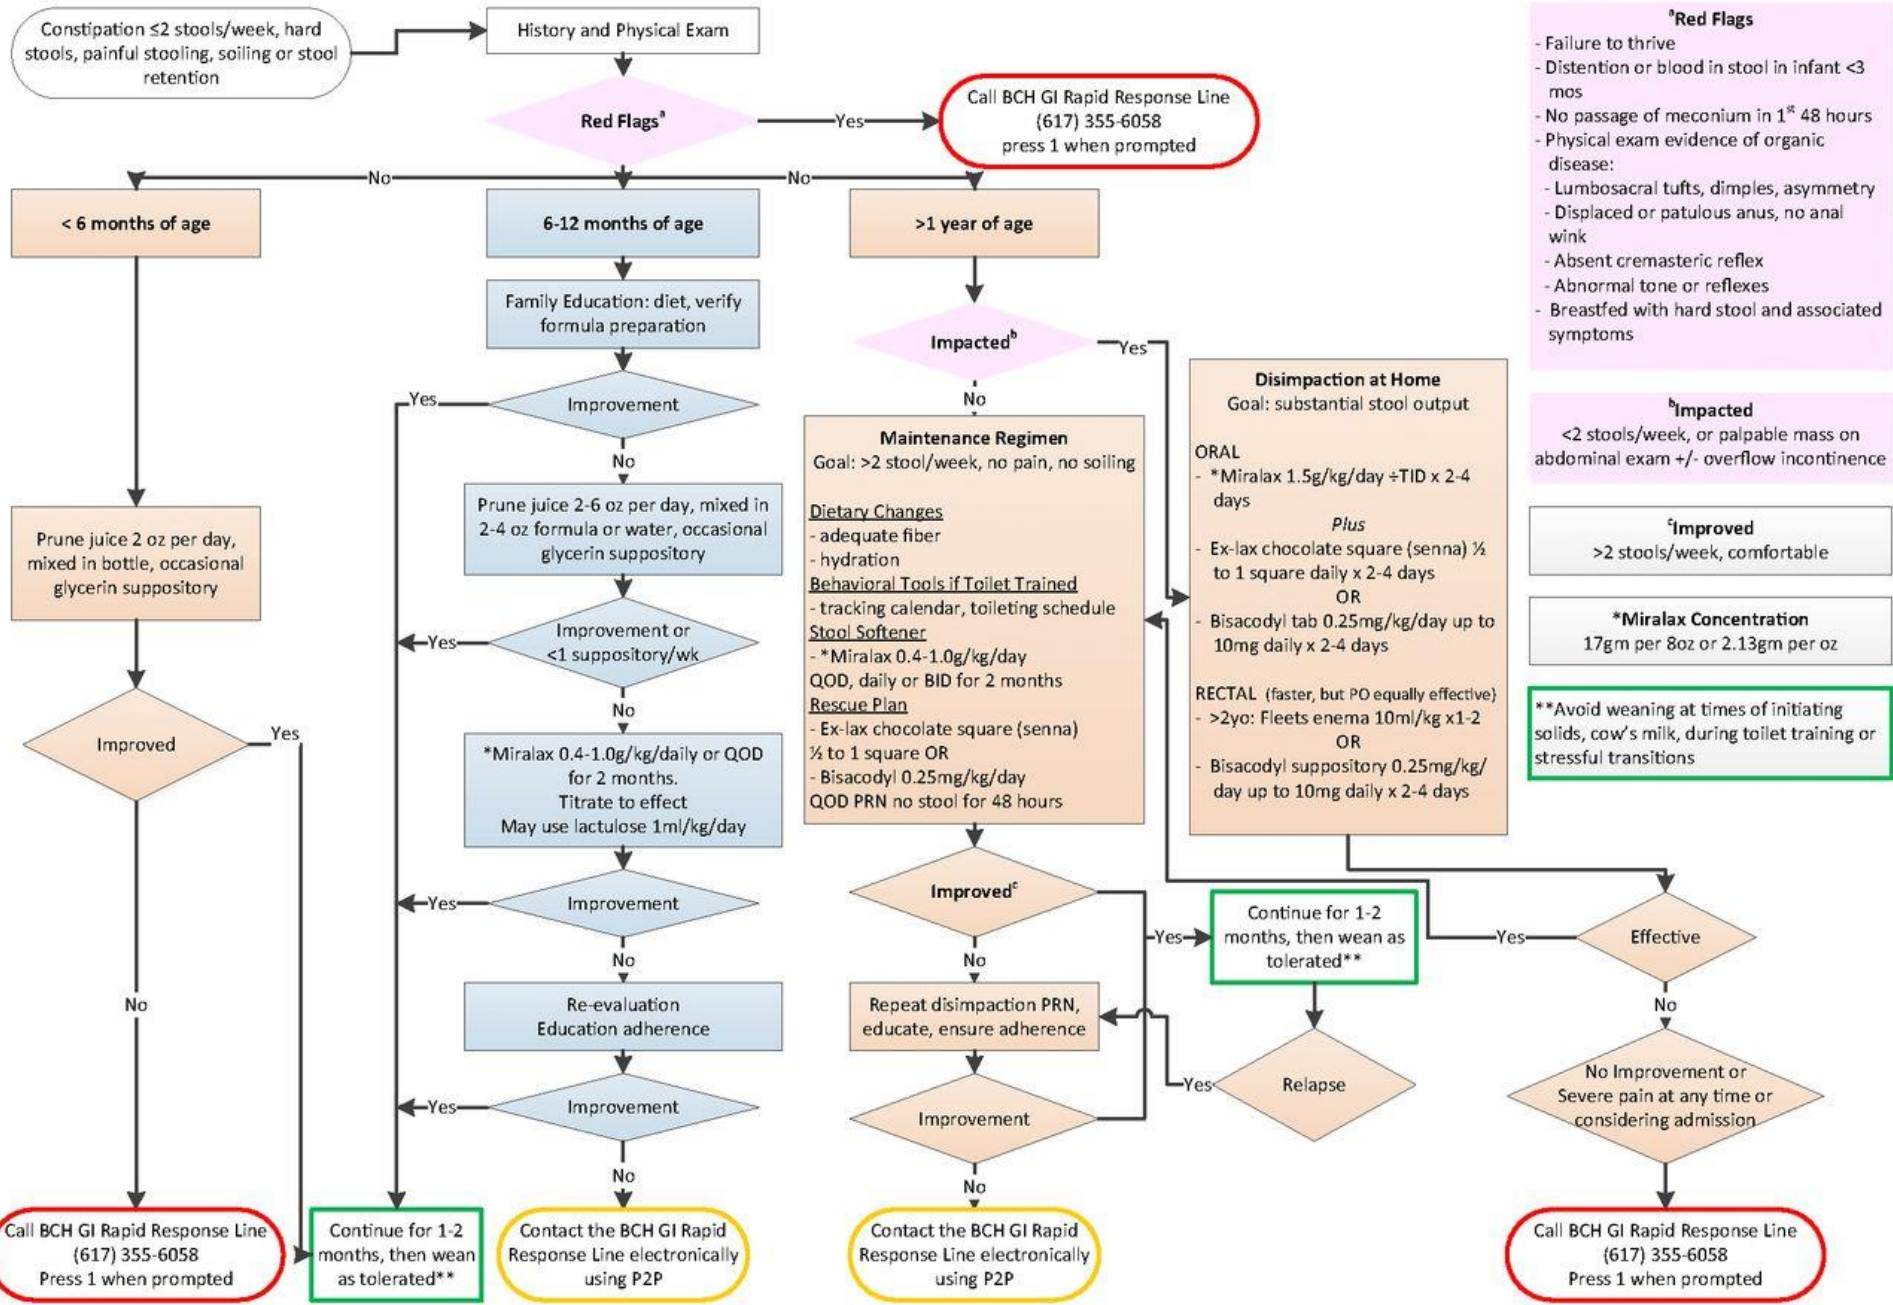 Constipation ≤2 stools/week, hard
stools, painful stooling, soiling or stool
retention
History and Physical Exam
Red Flagsᵃ
Yes
Call BCH GI Rapid Response Line
(617) 355-6058
press 1 when prompted
No
No
< 6 months of age
Prune juice 2 oz per day,
mixed in bottle, occasional
glycerin suppository
Improved
Yes
No
Call BCH GI Rapid Response Line
(617) 355-6058
Press 1 when prompted
6-12 months of age
Family Education: diet, verify
formula preparation
Improvement
Yes
No
Prune juice 2-6 oz per day, mixed in
2-4 oz formula or water, occasional
glycerin suppository
Improvement or
<1 suppository/wk
Yes
No
*Miralax 0.4-1.0g/kg/daily or QOD
for 2 months.
Titrate to effect
May use lactulose 1ml/kg/day
Improvement
Yes
No
Re-evaluation
Education adherence
Improvement
Yes
No
Continue for 1-2
months, then wean
as tolerated**
Contact the BCH GI Rapid
Response Line electronically
using P2P
>1 year of age
Impactedᵇ
Yes
No
Maintenance Regimen
Goal: >2 stool/week, no pain, no soiling
Dietary Changes
- adequate fiber
- hydration
Behavioral Tools if Toilet Trained
- tracking calendar, toileting schedule
Stool Softener
- *Miralax 0.4-1.0g/kg/day
QOD, daily or BID for 2 months
Rescue Plan
- Ex-lax chocolate square (senna)
½ to 1 square OR
- Bisacodyl 0.25mg/kg/day
QOD PRN no stool for 48 hours
Improvedᶜ
Yes
No
Repeat disimpaction PRN,
educate, ensure adherence
Improvement
No
Contact the BCH GI Rapid
Response Line electronically
using P2P
Continue for 1-2
months, then wean as
tolerated**
Relapse
Yes
Disimpaction at Home
Goal: substantial stool output
ORAL
- *Miralax 1.5g/kg/day ÷TID x 2-4
days
Plus
- Ex-lax chocolate square (senna) ½
to 1 square daily x 2-4 days
OR
- Bisacodyl tab 0.25mg/kg/day up to
10mg daily x 2-4 days
RECTAL (faster, but PO equally effective)
- >2yo: Fleets enema 10ml/kg x1-2
OR
- Bisacodyl suppository 0.25mg/kg/
day up to 10mg daily x 2-4 days
Effective
Yes
No
No Improvement or
Severe pain at any time or
considering admission
Call BCH GI Rapid Response Line
(617) 355-6058
Press 1 when prompted
ᵃRed Flags
- Failure to thrive
- Distention or blood in stool in infant <3
mos
- No passage of meconium in 1ˢᵗ 48 hours
- Physical exam evidence of organic
disease:
- Lumbosacral tufts, dimples, asymmetry
- Displaced or patulous anus, no anal
wink
- Absent cremasteric reflex
- Abnormal tone or reflexes
- Breastfed with hard stool and associated
symptoms
ᵇImpacted
<2 stools/week, or palpable mass on
abdominal exam +/- overflow incontinence
ᶜImproved
>2 stools/week, comfortable
*Miralax Concentration
17gm per 8oz or 2.13gm per oz
**Avoid weaning at times of initiating
solids, cow's milk, during toilet training or
stressful transitions